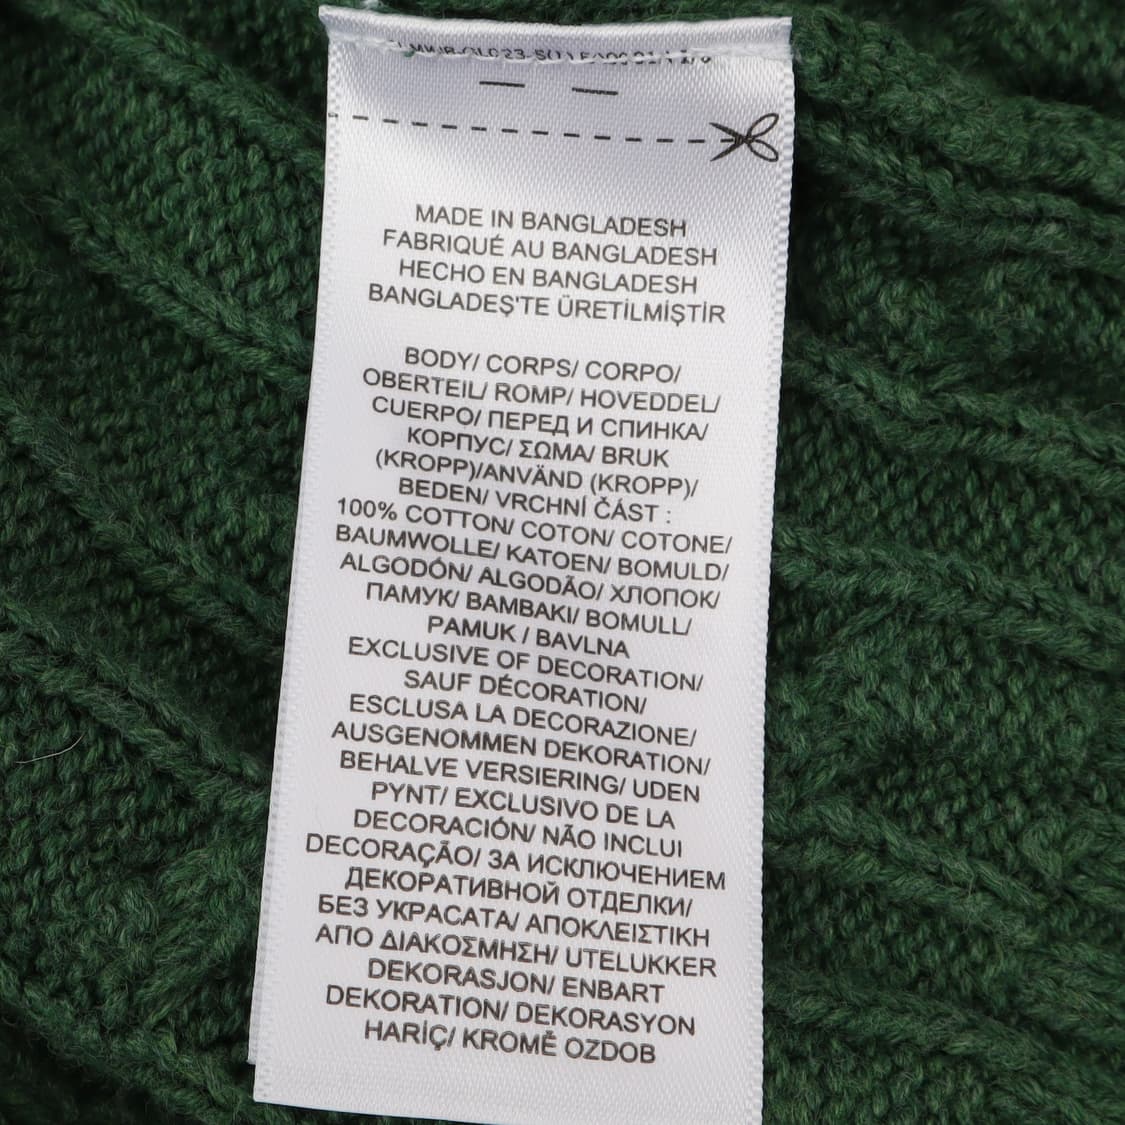 MADE IN BANGLADESH
FABRIQUÉ AU BANGLADESH
HECHO EN BANGLADESH
BANGLADEŞ'TE ÜRETİLMİŞTİR
BODY/ CORPS/ CORPO/
OBERTEIL/ ROMP/ HOVEDDEL/
CUERPO/ ПЕРЕД И СПИНКА/
КОРПУС/ ΣΩΜΑ/ BRUK
(KROPP)/ANVÄND (KROPP)/
BEDEN/ VRCHNÍ ČÁST :
100% COTTON/ COTON/ COTONE/
BAUMWOLLE/ KATOEN/ BOMULD/
ALGODÓN/ ALGODÃO/ ХЛОПОК/
ПАМУК/ ΒΑΜΒΑΚΙ/ BOMULL/
PAMUK / BAVLNA
EXCLUSIVE OF DECORATION/
SAUF DÉCORATION/
ESCLUSA LA DECORAZIONE/
AUSGENOMMEN DEKORATION/
BEHALVE VERSIERING/ UDEN
PYNT/ EXCLUSIVO DE LA
DECORACIÓN/ NÃO INCLUI
DECORAÇÃO/ ЗА ИСКЛЮЧЕНИЕМ
ДЕКОРАТИВНОЙ ОТДЕЛКИ/
БЕЗ УКРАСАТА/ ΑΠΟΚΛΕΙΣΤΙΚΗ
ΑΠΟ ΔΙΑΚΟΣΜΗΣΗ/ UTELUKKER
DEKORASJON/ ENBART
DEKORATION/ DEKORASYON
HARİÇ/ KROMĚ OZDOB